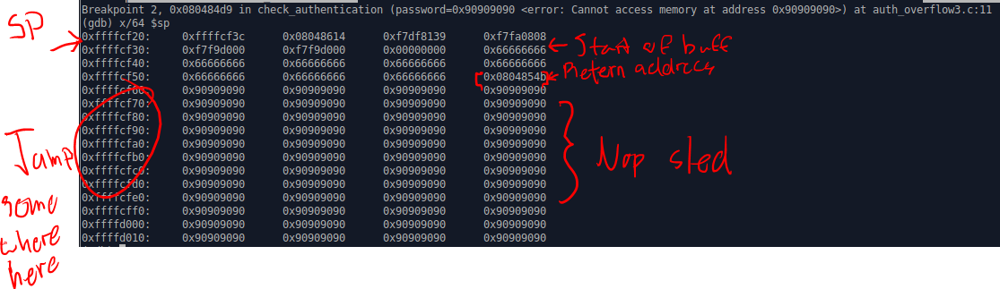 Breakpoint 2, 0x080484d9 in check_authentication (password=0x90909090 <error: Cannot access memory at address 0x90909090>) at auth_overflow3.c:11
(gdb) x/64 $sp
SP
0xffffcf20: 0xffffcf3c 0x08048614 0xf7df8139 0xf7fa0808
0xffffcf30: 0xf7f9d000 0xf7f9d000 0x00000000 0x66666666 Start of buff
0xffffcf40: 0x66666666 0x66666666 0x66666666 0x66666666
0xffffcf50: 0x66666666 0x66666666 0x66666666 0x0804854b Retern address
0xffffcf60: 0x90909090 0x90909090 0x90909090 0x90909090
0xffffcf70: 0x90909090 0x90909090 0x90909090 0x90909090
0xffffcf80: 0x90909090 0x90909090 0x90909090 0x90909090
0xffffcf90: 0x90909090 0x90909090 0x90909090 0x90909090
0xffffcfa0: 0x90909090 0x90909090 0x90909090 0x90909090
0xffffcfb0: 0x90909090 0x90909090 0x90909090 0x90909090
0xffffcfc0: 0x90909090 0x90909090 0x90909090 0x90909090
0xffffcfd0: 0x90909090 0x90909090 0x90909090 0x90909090
0xffffcfe0: 0x90909090 0x90909090 0x90909090 0x90909090
0xffffcff0: 0x90909090 0x90909090 0x90909090 0x90909090
0xffffd000: 0x90909090 0x90909090 0x90909090 0x90909090
0xffffd010: 0x90909090 0x90909090 0x90909090 0x90909090
Nop sled
Jump
some
where
here